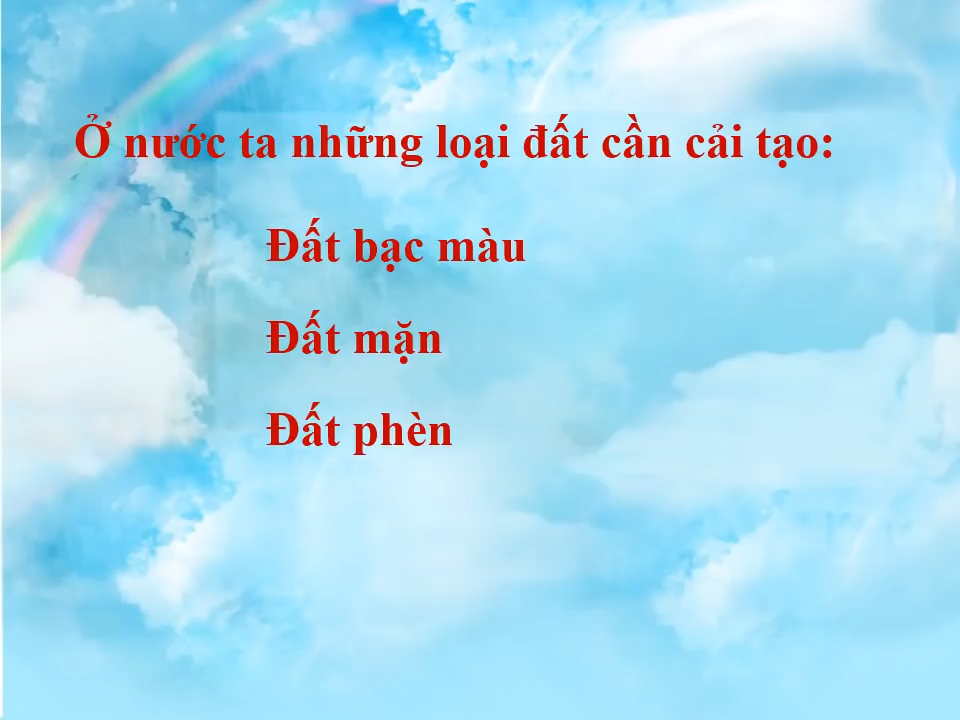 Ở nước ta những loại đất cần cải tạo:
Đất bạc màu
Đất mặn
Đất phèn